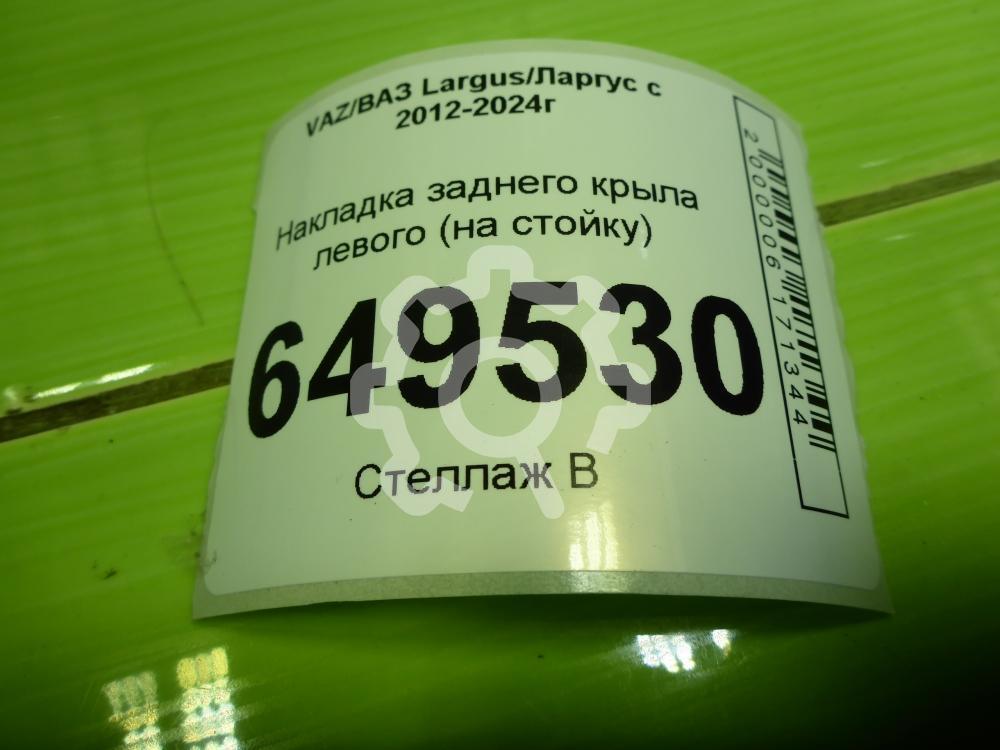 VAZ/ВАЗ Largus/Ларгус с
2012-2024г
Накладка заднего крыла
левого (на стойку)
649530
Стеллаж В
2000006171344